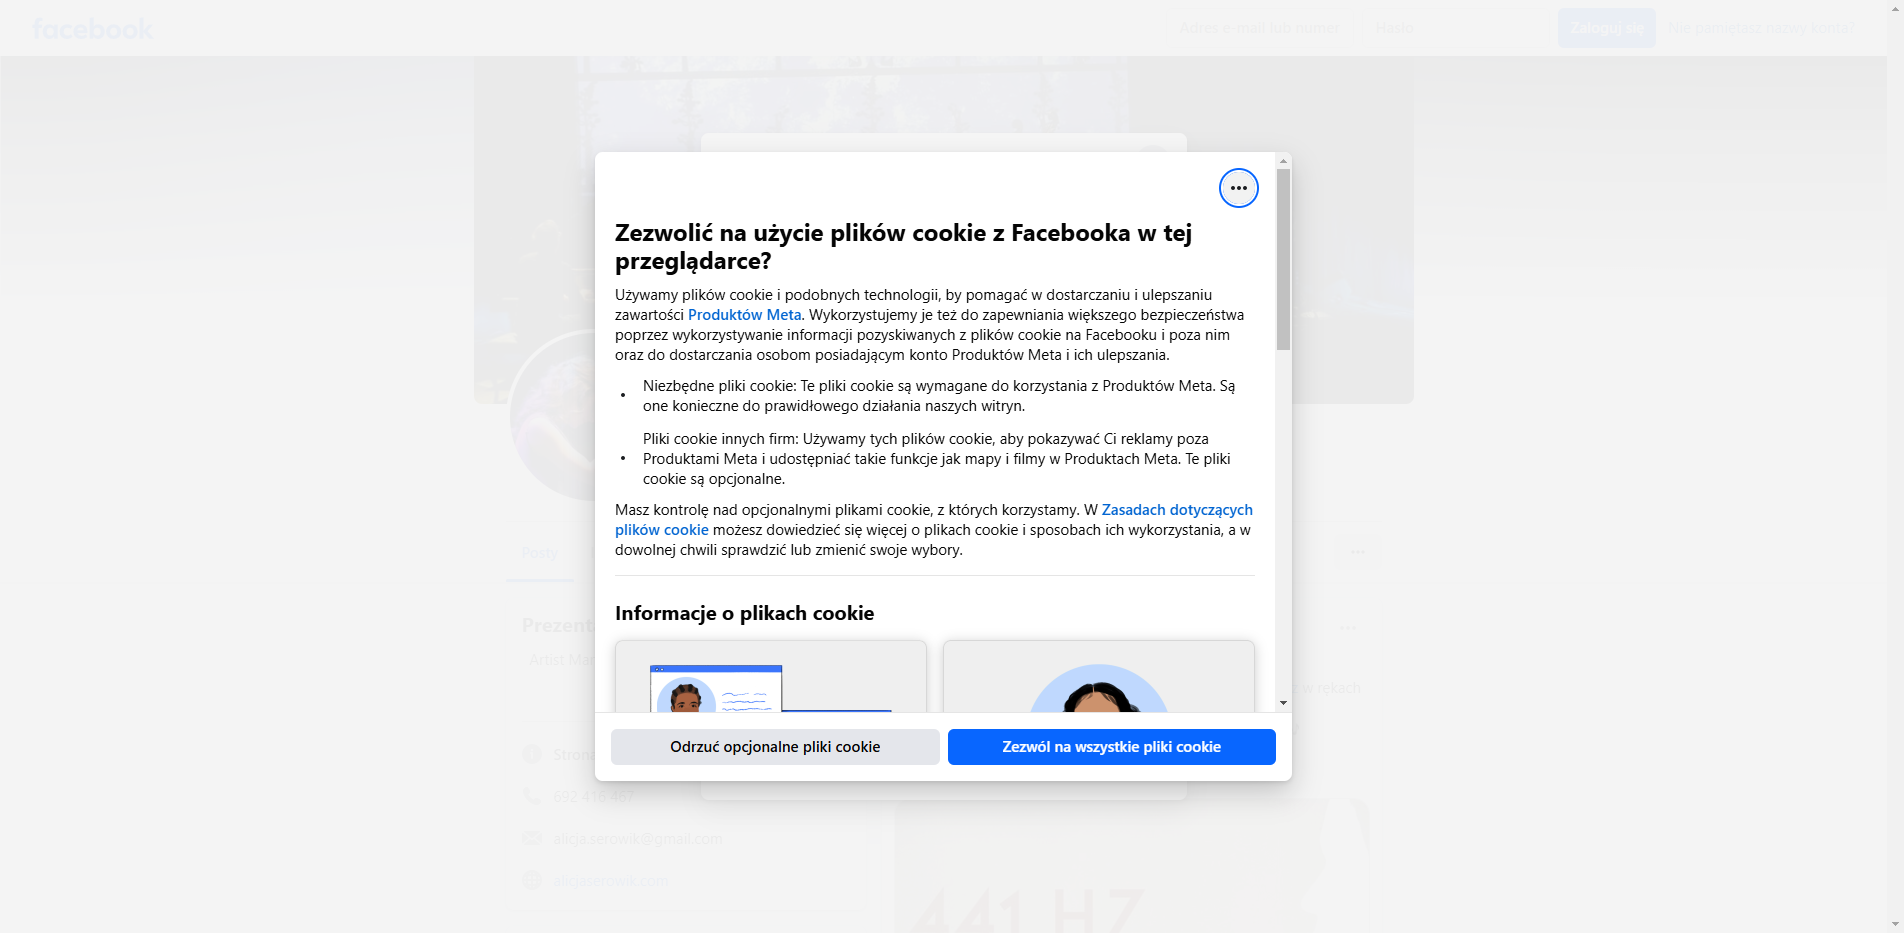 facebook
Adres e-mail lub numer
Hasło
Zaloguj się
Nie pamiętasz nazwy konta?
Zezwolić na użycie plików cookie z Facebooka w tej
przeglądarce?
Używamy plików cookie i podobnych technologii, by pomagać w dostarczaniu i ulepszaniu
zawartości Produktów Meta. Wykorzystujemy je też do zapewniania większego bezpieczeństwa
poprzez wykorzystywanie informacji pozyskiwanych z plików cookie na Facebooku i poza nim
oraz do dostarczania osobom posiadającym konto Produktów Meta i ich ulepszania.
• Niezbędne pliki cookie: Te pliki cookie są wymagane do korzystania z Produktów Meta. Są
one konieczne do prawidłowego działania naszych witryn.
• Pliki cookie innych firm: Używamy tych plików cookie, aby pokazywać Ci reklamy poza
Produktami Meta i udostępniać takie funkcje jak mapy i filmy w Produktach Meta. Te pliki
cookie są opcjonalne.
Masz kontrolę nad opcjonalnymi plikami cookie, z których korzystamy. W Zasadach dotyczących
plików cookie możesz dowiedzieć się więcej o plikach cookie i sposobach ich wykorzystania, a w
dowolnej chwili sprawdzić lub zmienić swoje wybory.
Informacje o plikach cookie
Odrzuć opcjonalne pliki cookie
Zezwól na wszystkie pliki cookie
Posty
Prezent
Artist Man
w rękach
Strona
692 416 467
alicja.serowik@gmail.com
alicjaserowik.com
441 HZ